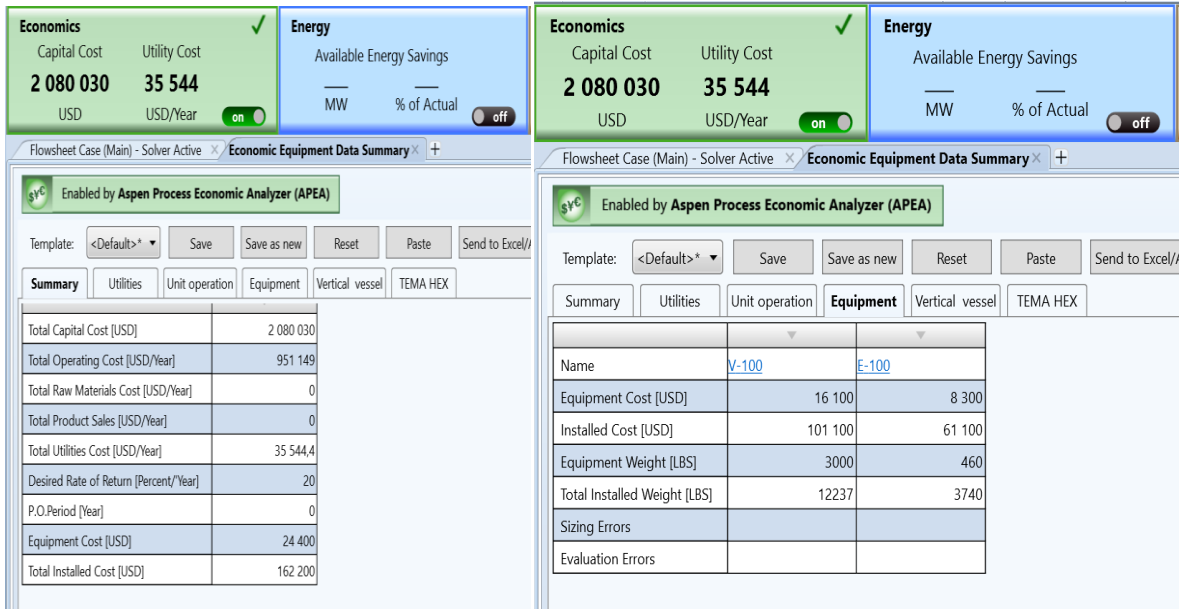 Economics
Capital Cost Utility Cost
2 080 030 35 544
USD USD/Year on
Energy
Available Energy Savings
MW % of Actual off
Flowsheet Case (Main) - Solver Active × Economic Equipment Data Summary × +
Enabled by Aspen Process Economic Analyzer (APEA)
Template: <Default>* Save Save as new Reset Paste Send to Excel/A
Summary Utilities Unit operation Equipment Vertical vessel TEMA HEX
Total Capital Cost [USD] 2 080 030
Total Operating Cost [USD/Year] 951 149
Total Raw Materials Cost [USD/Year] 0
Total Product Sales [USD/Year] 0
Total Utilities Cost [USD/Year] 35 544,4
Desired Rate of Return [Percent/'Year] 20
P.O.Period [Year] 0
Equipment Cost [USD] 24 400
Total Installed Cost [USD] 162 200
Economics
Capital Cost Utility Cost
2 080 030 35 544
USD USD/Year on
Energy
Available Energy Savings
MW % of Actual off
Flowsheet Case (Main) - Solver Active × Economic Equipment Data Summary × +
Enabled by Aspen Process Economic Analyzer (APEA)
Template: <Default>* Save Save as new Reset Paste Send to Excel/A
Summary Utilities Unit operation Equipment Vertical vessel TEMA HEX
Name V-100 E-100
Equipment Cost [USD] 16 100 8 300
Installed Cost [USD] 101 100 61 100
Equipment Weight [LBS] 3000 460
Total Installed Weight [LBS] 12237 3740
Sizing Errors
Evaluation Errors